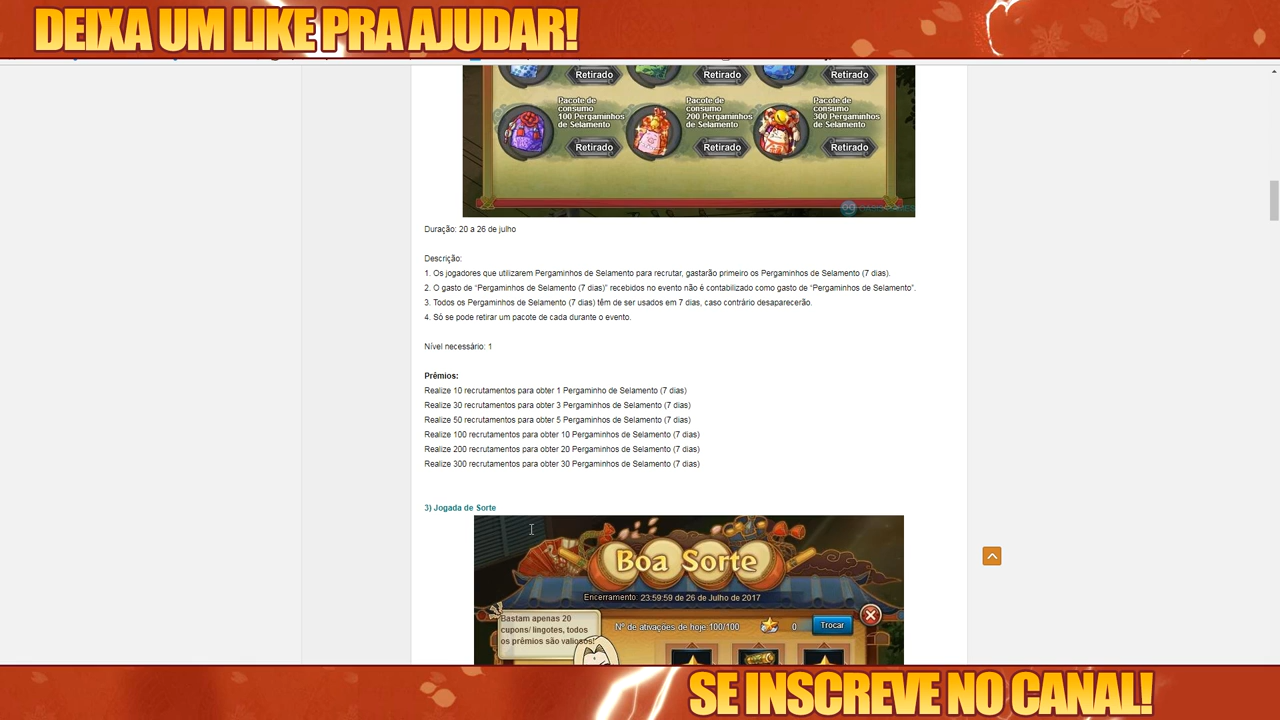 DEIXA UM LIKE PRA AJUDAR!
Retirado
Retirado
Retirado
Pacote de
consumo
100 Pergaminhos
de Selamento
Retirado
Pacote de
consumo
200 Pergaminhos
de Selamento
Retirado
Pacote de
consumo
300 Pergaminhos
de Selamento
Retirado
Duração: 20 a 26 de julho
Descrição:
1. Os jogadores que utilizarem Pergaminhos de Selamento para recrutar, gastarão primeiro os Pergaminhos de Selamento (7 dias).
2. O gasto de “Pergaminhos de Selamento (7 dias)” recebidos no evento não é contabilizado como gasto de “Pergaminhos de Selamento”.
3. Todos os Pergaminhos de Selamento (7 dias) têm de ser usados em 7 dias, caso contrário desaparecerão.
4. Só se pode retirar um pacote de cada durante o evento.
Nível necessário: 1
Prêmios:
Realize 10 recrutamentos para obter 1 Pergaminho de Selamento (7 dias)
Realize 30 recrutamentos para obter 3 Pergaminhos de Selamento (7 dias)
Realize 50 recrutamentos para obter 5 Pergaminhos de Selamento (7 dias)
Realize 100 recrutamentos para obter 10 Pergaminhos de Selamento (7 dias)
Realize 200 recrutamentos para obter 20 Pergaminhos de Selamento (7 dias)
Realize 300 recrutamentos para obter 30 Pergaminhos de Selamento (7 dias)
3) Jogada de Sorte
Boa Sorte
Encerramento: 23:59:59 de 26 de Julho de 2017
Bastam apenas 20
cupons/ lingotes, todos
os prêmios são valiosos!
Nº de ativações de hoje:100/100
0
Trocar
SE INSCREVE NO CANAL!